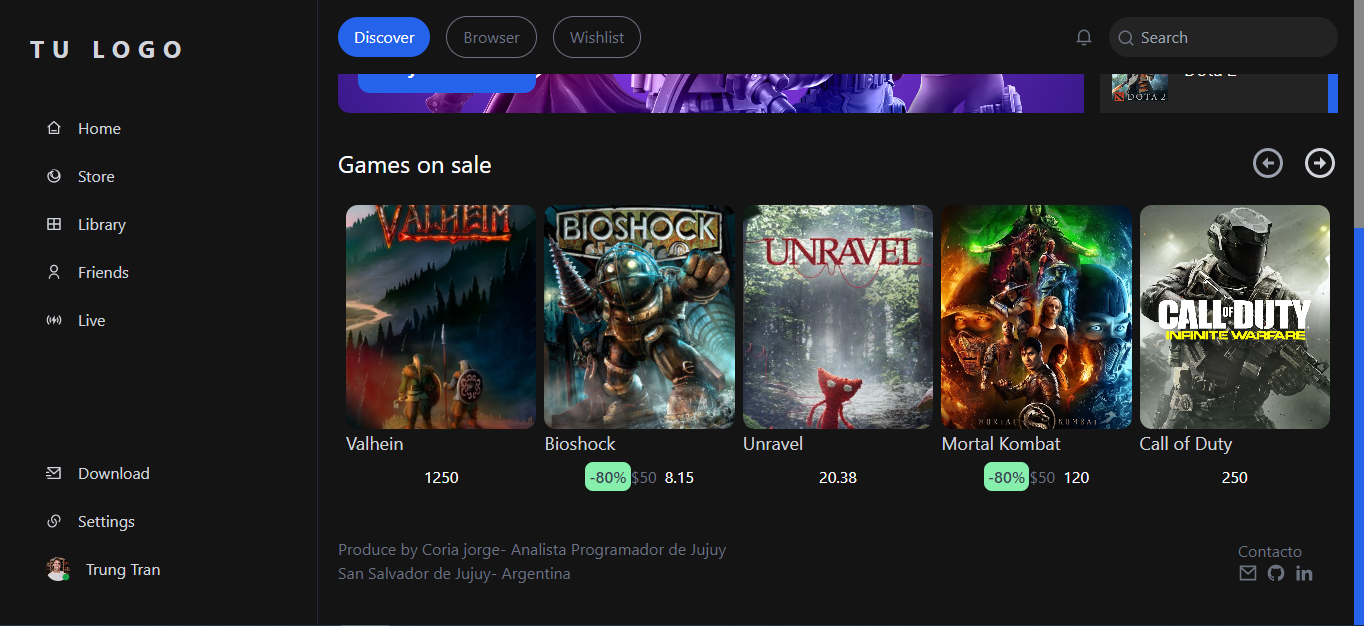 TU LOGO
Home
Store
Library
Friends
Live
Download
Settings
Trung Tran
Discover
Browser
Wishlist
Search
DOTA 2
Games on sale
VALHEIM
BIOSHOCK
UNRAVEL
MORTAL KOMBAT
CALL OF DUTY
INFINITE WARFARE
Valhein
Bioshock
Unravel
Mortal Kombat
Call of Duty
1250
-80% $50 8.15
20.38
-80% $50 120
250
Produce by Coria jorge- Analista Programador de Jujuy
San Salvador de Jujuy- Argentina
Contacto